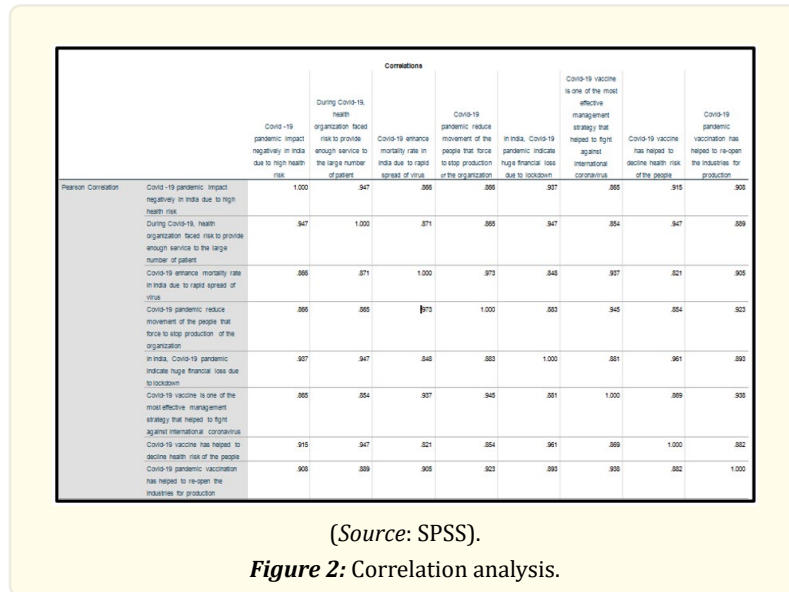 Correlations
Covid -19
pandemic impact
negatively in India
due to high health
risk
During Covid-19,
health
organization faced
risk to provide
enough service to
the large number
of patient
Covid-19 enhance
mortality rate in
India due to rapid
spread of virus
Covid-19
pandemic reduce
movement of the
people that force
to stop production
of the organization
In India, Covid-19
pandemic indicate
huge financial loss
due to lockdown
Covid-19 vaccine
is one of the most
effective
management
strategy that
helped to fight
against
international
coronavirus
Covid-19 vaccine
has helped to
decline health risk
of the people
Covid-19
pandemic
vaccination has
helped to re-open
the industries for
production
Pearson Correlation
Covid -19 pandemic impact
negatively in India due to high
health risk
1.000 .947 .866 .866 .937 .865 .915 .908
During Covid-19, health
organization faced risk to provide
enough service to the large
number of patient
.947 1.000 .871 .865 .947 .854 .947 .889
Covid-19 enhance mortality rate
in India due to rapid spread of
virus
.866 .871 1.000 .973 .848 .937 .821 .905
Covid-19 pandemic reduce
movement of the people that
force to stop production of the
organization
.866 .865 .973 1.000 .883 .945 .854 .923
In India, Covid-19 pandemic
indicate huge financial loss due
to lockdown
.937 .947 .848 .883 1.000 .881 .961 .893
Covid-19 vaccine is one of the
most effective management
strategy that helped to fight
against international coronavirus
.865 .854 .937 .945 .881 1.000 .869 .938
Covid-19 vaccine has helped to
decline health risk of the people
.915 .947 .821 .854 .961 .869 1.000 .882
Covid-19 pandemic vaccination
has helped to re-open the
industries for production
.908 .889 .905 .923 .893 .938 .882 1.000
(Source: SPSS).
Figure 2: Correlation analysis.